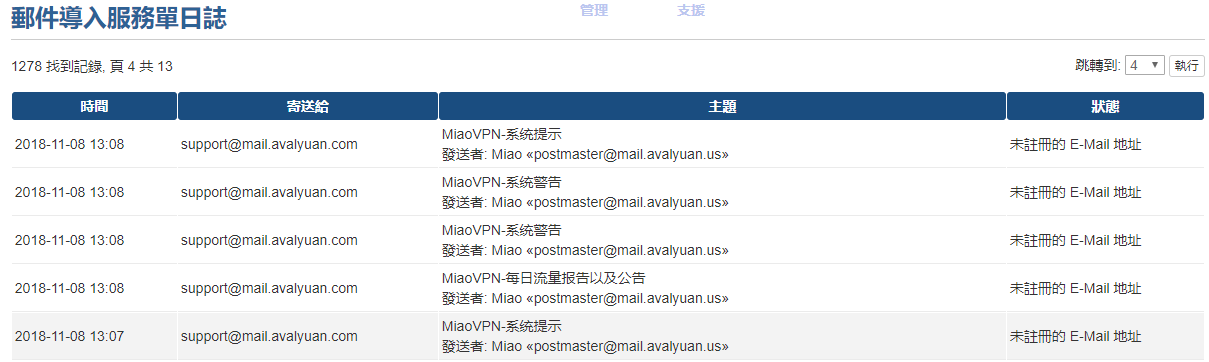 管理 支援
郵件導入服務單日誌
1278 找到記錄, 頁 4 共 13
跳轉到: 4 執行
時間 寄送給 主題 狀態
2018-11-08 13:08 support@mail.avalyuan.com MiaoVPN-系统提示 未註冊的 E-Mail 地址
發送者: Miao «postmaster@mail.avalyuan.us»
2018-11-08 13:08 support@mail.avalyuan.com MiaoVPN-系统警告 未註冊的 E-Mail 地址
發送者: Miao «postmaster@mail.avalyuan.us»
2018-11-08 13:08 support@mail.avalyuan.com MiaoVPN-系统警告 未註冊的 E-Mail 地址
發送者: Miao «postmaster@mail.avalyuan.us»
2018-11-08 13:08 support@mail.avalyuan.com MiaoVPN-每日流量报告以及公告 未註冊的 E-Mail 地址
發送者: Miao «postmaster@mail.avalyuan.us»
2018-11-08 13:07 support@mail.avalyuan.com MiaoVPN-系统提示 未註冊的 E-Mail 地址
發送者: Miao «postmaster@mail.avalyuan.us»